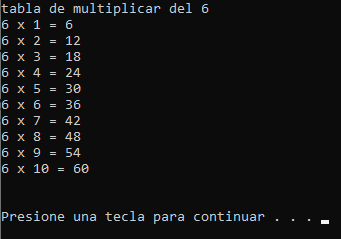 tabla de multiplicar del 6
6 x 1 = 6
6 x 2 = 12
6 x 3 = 18
6 x 4 = 24
6 x 5 = 30
6 x 6 = 36
6 x 7 = 42
6 x 8 = 48
6 x 9 = 54
6 x 10 = 60
Presione una tecla para continuar . . .